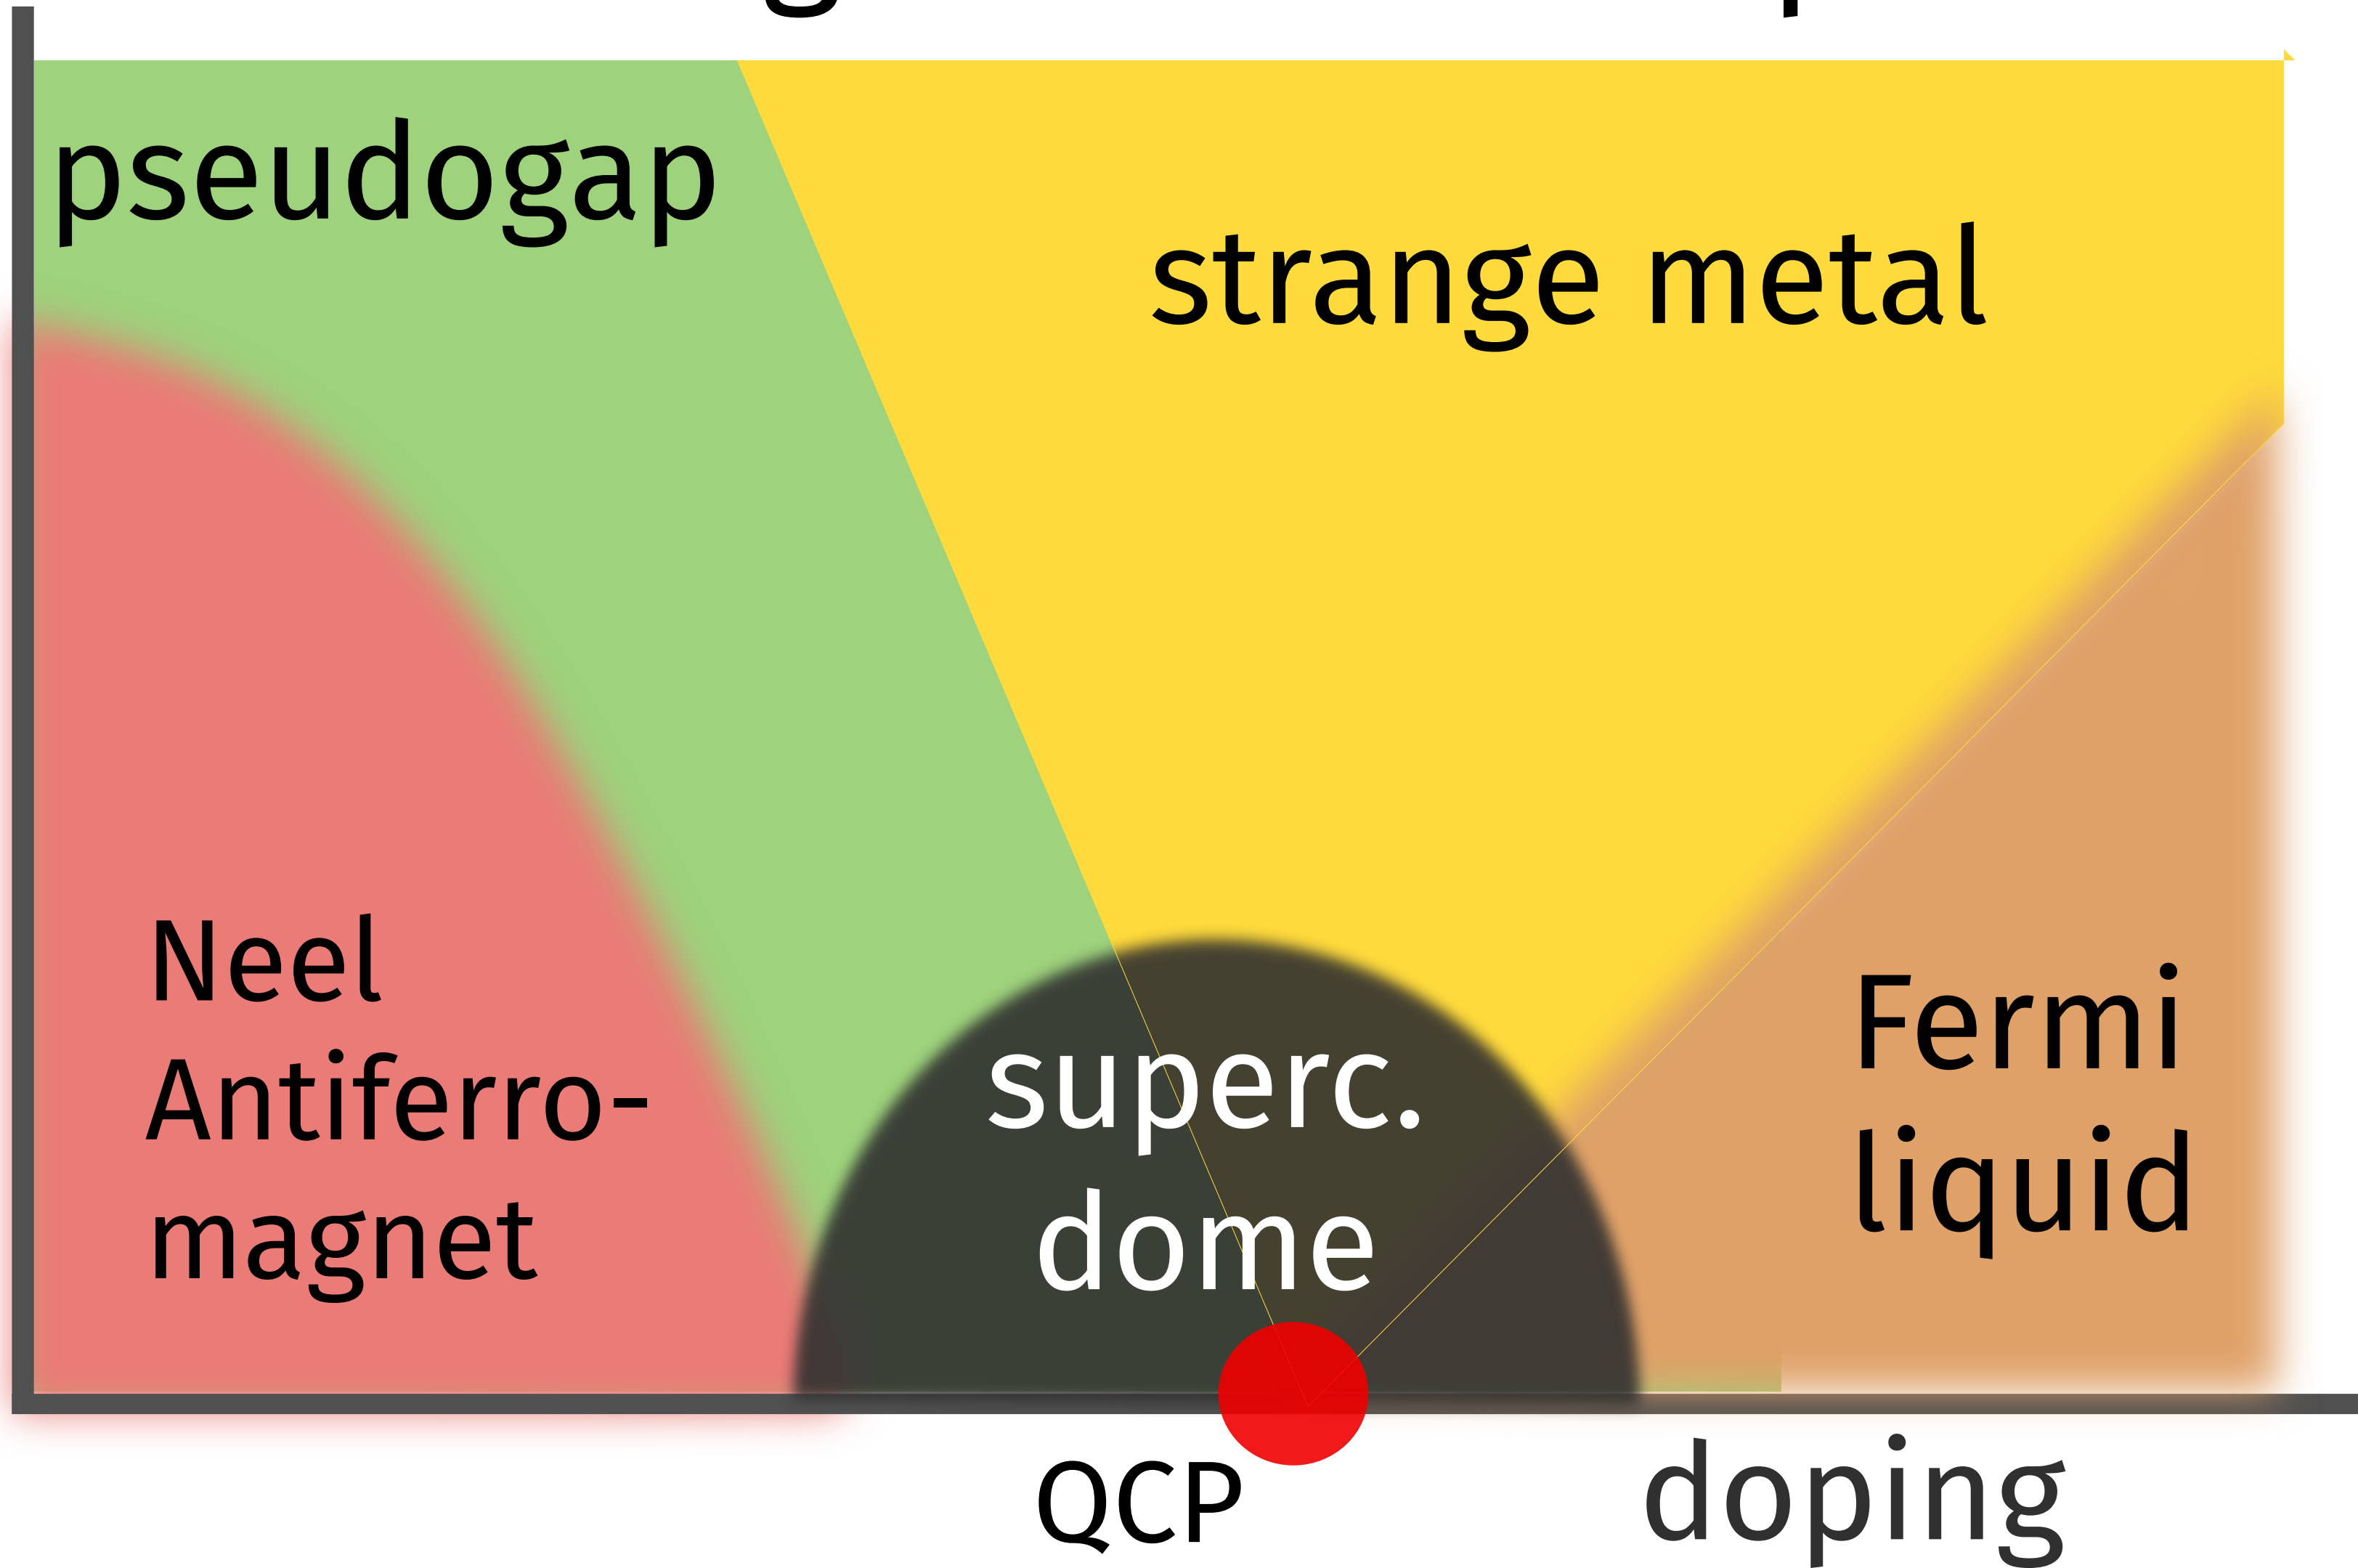 pseudogap
strange metal
Neel
Antiferro-
magnet
superc.
dome
Fermi
liquid
QCP
doping